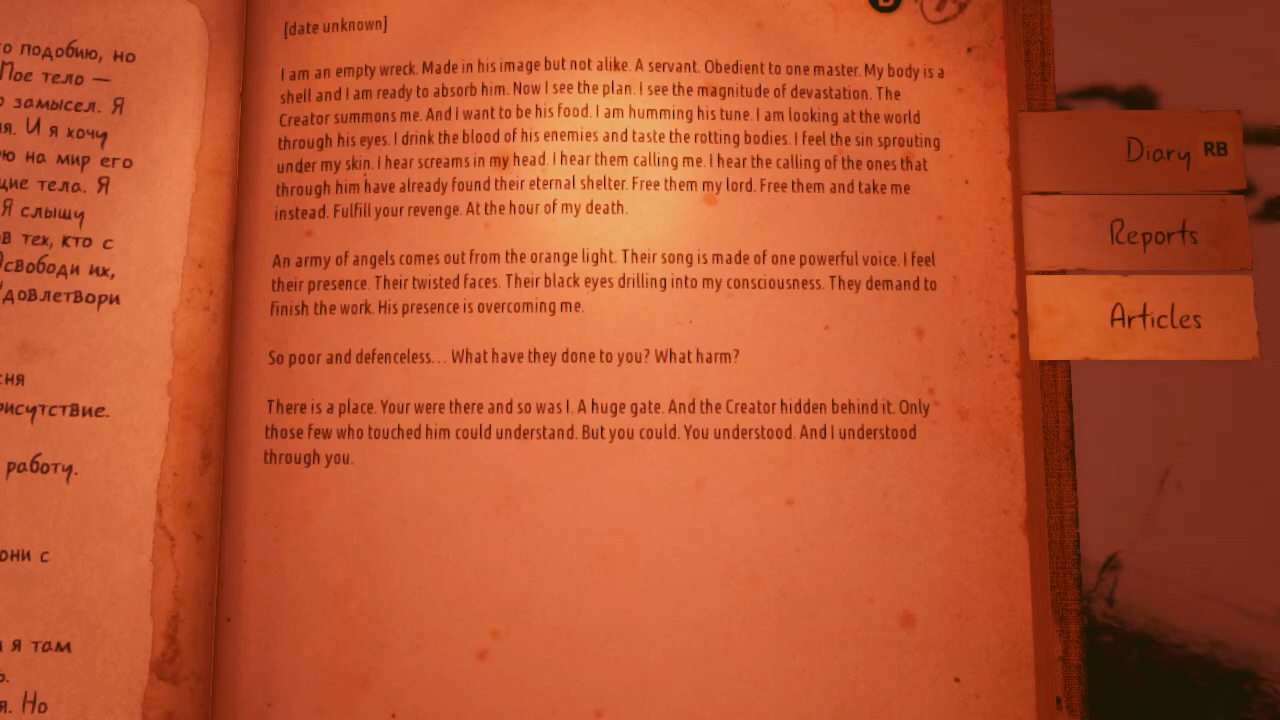 о подобию, но
Мое тело —
замысел. Я
я. И я хочу
ю на мир его
щие тела. Я
Я слышу
в тех, кто с
Освободи их,
Удовлетвори
сня
рисутствие.
работу.
они с
и я там
ь.
я. Но
[date unknown]
I am an empty wreck. Made in his image but not alike. A servant. Obedient to one master. My body is a
shell and I am ready to absorb him. Now I see the plan. I see the magnitude of devastation. The
Creator summons me. And I want to be his food. I am humming his tune. I am looking at the world
through his eyes. I drink the blood of his enemies and taste the rotting bodies. I feel the sin sprouting
under my skin. I hear screams in my head. I hear them calling me. I hear the calling of the ones that
through him have already found their eternal shelter. Free them my lord. Free them and take me
instead. Fulfill your revenge. At the hour of my death.
An army of angels comes out from the orange light. Their song is made of one powerful voice. I feel
their presence. Their twisted faces. Their black eyes drilling into my consciousness. They demand to
finish the work. His presence is overcoming me.
So poor and defenceless... What have they done to you? What harm?
There is a place. Your were there and so was I. A huge gate. And the Creator hidden behind it. Only
those few who touched him could understand. But you could. You understood. And I understood
through you.
Diary RB
Reports
Articles